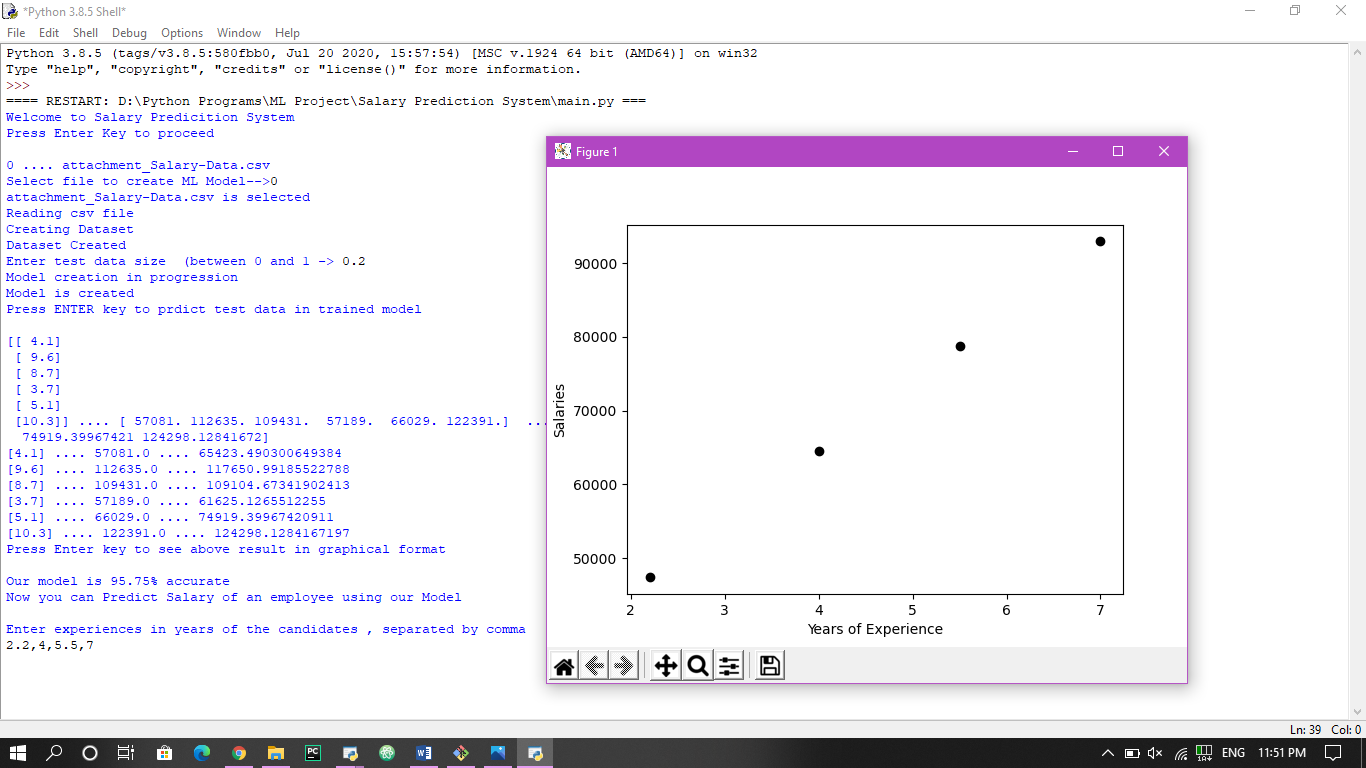 *Python 3.8.5 Shell*
File Edit Shell Debug Options Window Help
Python 3.8.5 (tags/v3.8.5:580fbb0, Jul 20 2020, 15:57:54) [MSC v.1924 64 bit (AMD64)] on win32
Type "help", "copyright", "credits" or "license()" for more information.
>>>
==== RESTART: D:\Python Programs\ML Project\Salary Prediction System\main.py ===
Welcome to Salary Predicition System
Press Enter Key to proceed
0 .... attachment_Salary-Data.csv
Select file to create ML Model-->0
attachment_Salary-Data.csv is selected
Reading csv file
Creating Dataset
Dataset Created
Enter test data size  (between 0 and 1 -> 0.2
Model creation in progression
Model is created
Press ENTER key to prdict test data in trained model
[[ 4.1]
[ 9.6]
[ 8.7]
[ 3.7]
[ 5.1]
[10.3]] .... [ 57081. 112635. 109431.  57189.  66029. 122391.]  ...
74919.39967421 124298.12841672]
[4.1] .... 57081.0 .... 65423.490300649384
[9.6] .... 112635.0 .... 117650.99185522788
[8.7] .... 109431.0 .... 109104.67341902413
[3.7] .... 57189.0 .... 61625.1265512255
[5.1] .... 66029.0 .... 74919.39967420911
[10.3] .... 122391.0 .... 124298.1284167197
Press Enter key to see above result in graphical format
Our model is 95.75% accurate
Now you can Predict Salary of an employee using our Model
Enter experiences in years of the candidates , separated by comma
2.2,4,5.5,7
Figure 1
90000
80000
70000
60000
50000
Salaries
2 3 4 5 6 7
Years of Experience
Ln: 39 Col: 0
ENG 11:51 PM